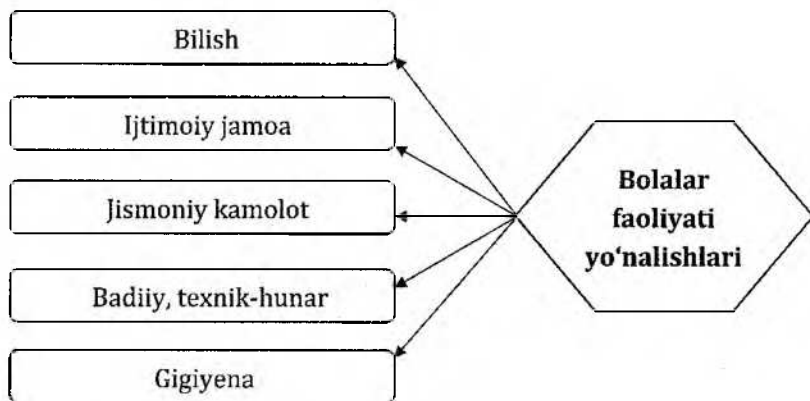 Bilish
Ijtimoiy jamoa
Jismoniy kamolot
Badiiy, texnik-hunar
Gigiyena
Bolalar
faoliyati
yo‘nalishlari